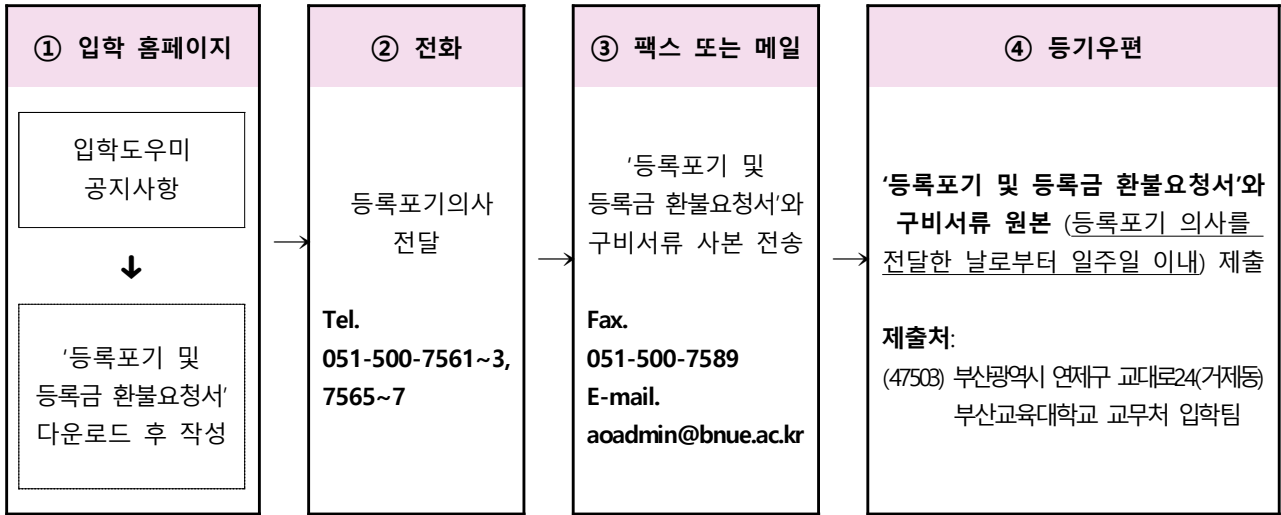 ① 입학 홈페이지
입학도우미
공지사항
↓
'등록포기 및
등록금 환불요청서'
다운로드 후 작성
→
② 전화
등록포기의사
전달
Tel.
051-500-7561~3,
7565~7
→
③ 팩스 또는 메일
'등록포기 및
등록금 환불요청서'와
구비서류 사본 전송
Fax.
051-500-7589
E-mail.
aoadmin@bnue.ac.kr
→
④ 등기우편
'등록포기 및 등록금 환불요청서'와
구비서류 원본 (등록포기 의사를
전달한 날로부터 일주일 이내) 제출
제출처:
(47503) 부산광역시 연제구 교대로24(거제동)
부산교육대학교 교무처 입학팀